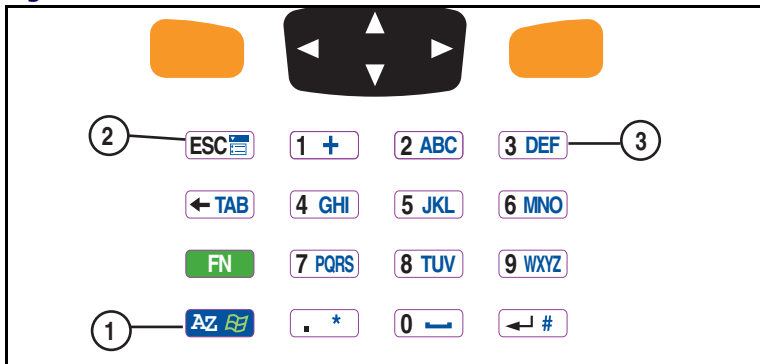 2 ESC 1 + 2 ABC 3 DEF 3
← TAB 4 GHI 5 JKL 6 MNO
FN 7 PQRS 8 TUV 9 WXYZ
1 AZ . * 0 ⎵ ↵ #